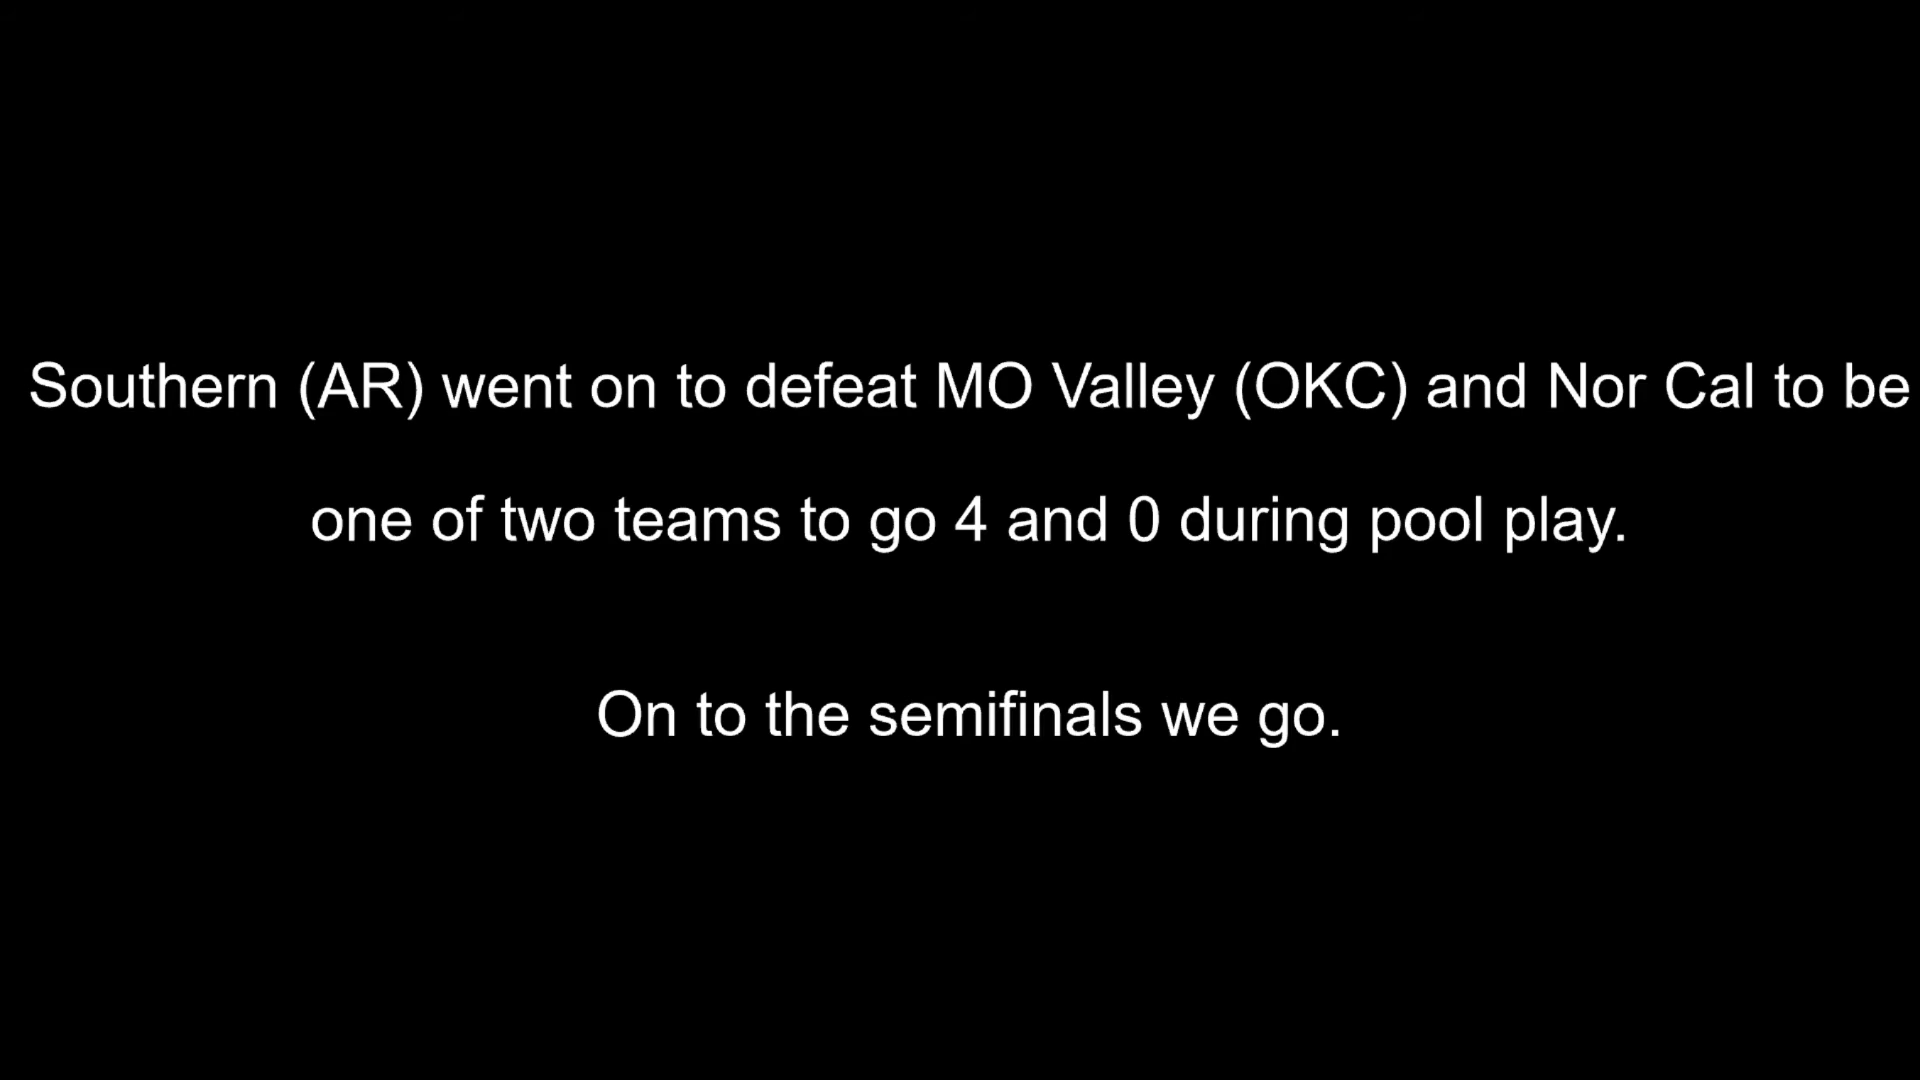 Southern (AR) went on to defeat MO Valley (OKC) and Nor Cal to be
one of two teams to go 4 and 0 during pool play.
On to the semifinals we go.